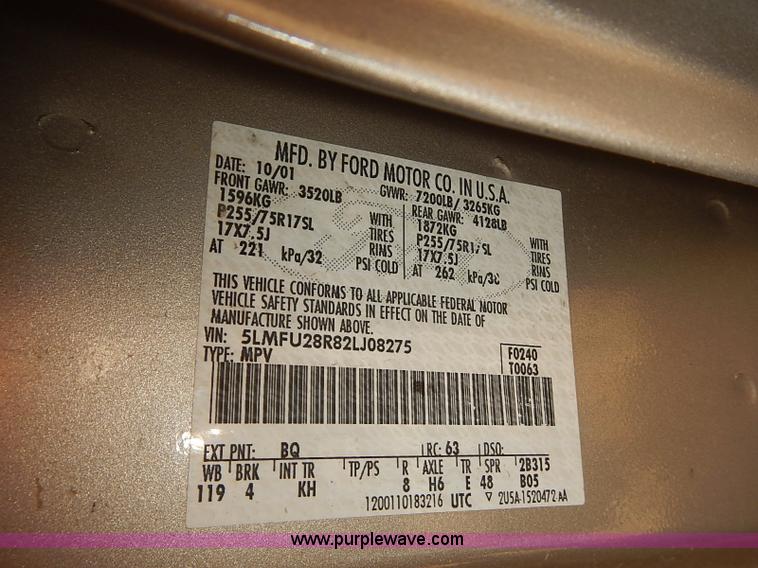 MFD. BY FORD MOTOR CO. IN U.S.A.
DATE: 10/01 GVWR: 7200LB/ 3265KG
FRONT GAWR: 3520LB REAR GAWR: 4128LB
1596KG WITH 1872KG WITH
P255/75R17SL TIRES P255/75R17SL TIRES
17X7.5J RINS 17X7.5J RINS
AT 221 kPa/32 PSI COLD AT 262 kPa/38 PSI COLD
THIS VEHICLE CONFORMS TO ALL APPLICABLE FEDERAL MOTOR
VEHICLE SAFETY STANDARDS IN EFFECT ON THE DATE OF
MANUFACTURE SHOWN ABOVE.
VIN: 5LMFU28R82LJ08275
TYPE: MPV F0240
T0063
EXT PNT: BQ RC: 63 DSO:
WB BRK INT TR TP/PS R AXLE TR SPR 2B315
119 4 KH 8 H6 E 48 B05
1200110183216 UTC 2U5A-1520472-AA
www.purplewave.com